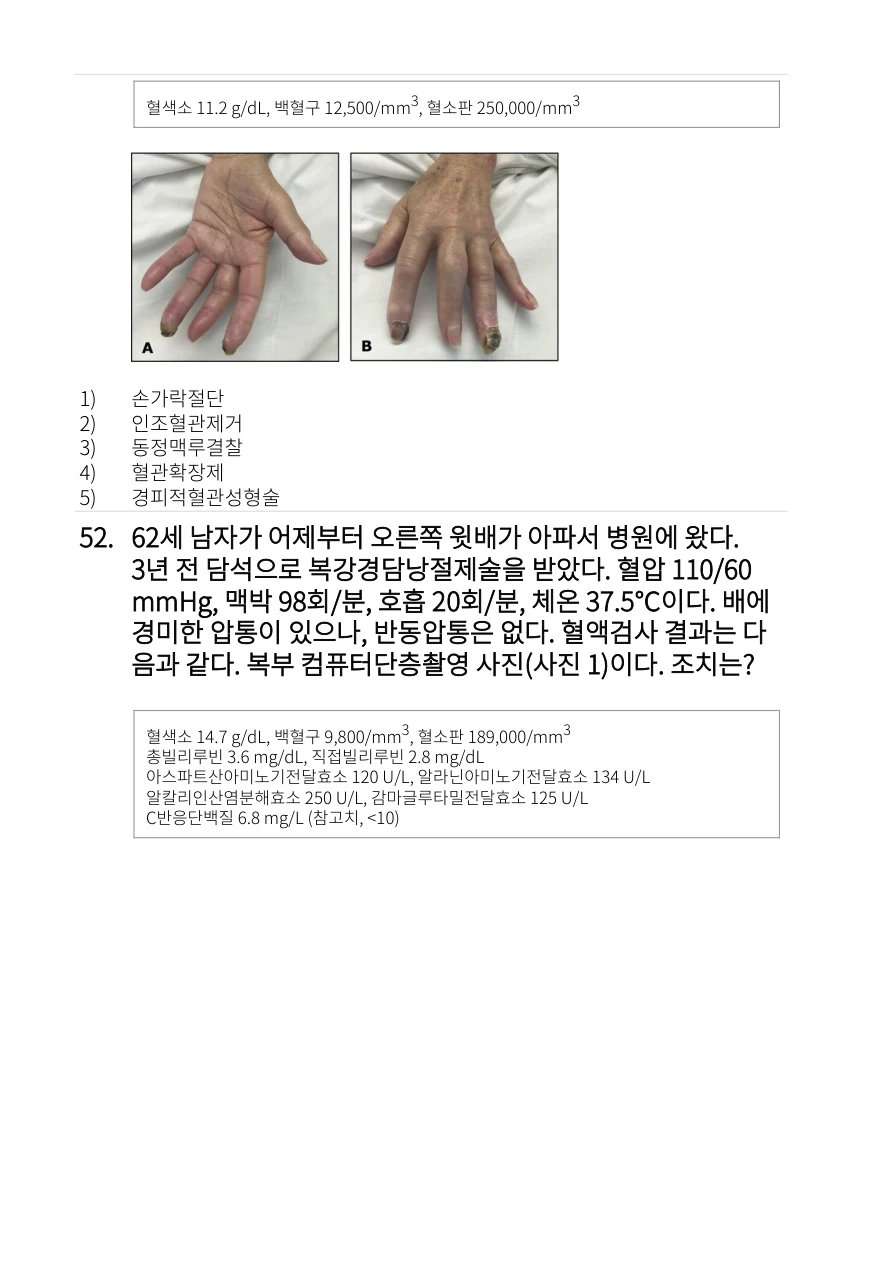 혈색소 11.2 g/dL, 백혈구 12,500/mm3, 혈소판 250,000/mm3
A
B
1) 손가락절단
2) 인조혈관제거
3) 동정맥루결찰
4) 혈관확장제
5) 경피적혈관성형술
52. 62세 남자가 어제부터 오른쪽 윗배가 아파서 병원에 왔다.
3년 전 담석으로 복강경담낭절제술을 받았다. 혈압 110/60
mmHg, 맥박 98회/분, 호흡 20회/분, 체온 37.5℃이다. 배에
경미한 압통이 있으나, 반동압통은 없다. 혈액검사 결과는 다
음과 같다. 복부 컴퓨터단층촬영 사진(사진 1)이다. 조치는?
혈색소 14.7 g/dL, 백혈구 9,800/mm3, 혈소판 189,000/mm3
총빌리루빈 3.6 mg/dL, 직접빌리루빈 2.8 mg/dL
아스파트산아미노기전달효소 120 U/L, 알라닌아미노기전달효소 134 U/L
알칼리인산염분해효소 250 U/L, 감마글루타밀전달효소 125 U/L
C반응단백질 6.8 mg/L (참고치, <10)